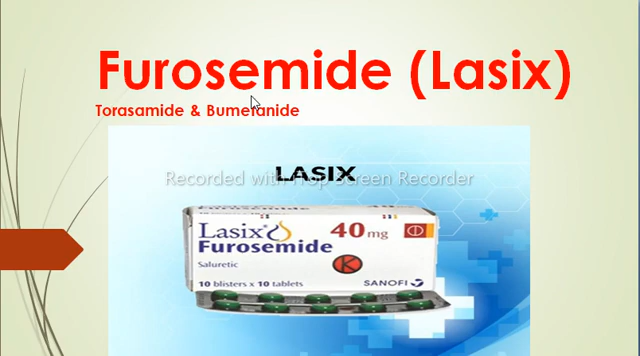 Furosemide (Lasix)
Torasamide & Bumetanide
LASIX
Recorded with iTop Screen Recorder
Lasix®
Furosemide
40 mg
Saluretic
K
10 blisters x 10 tablets
SANOFI